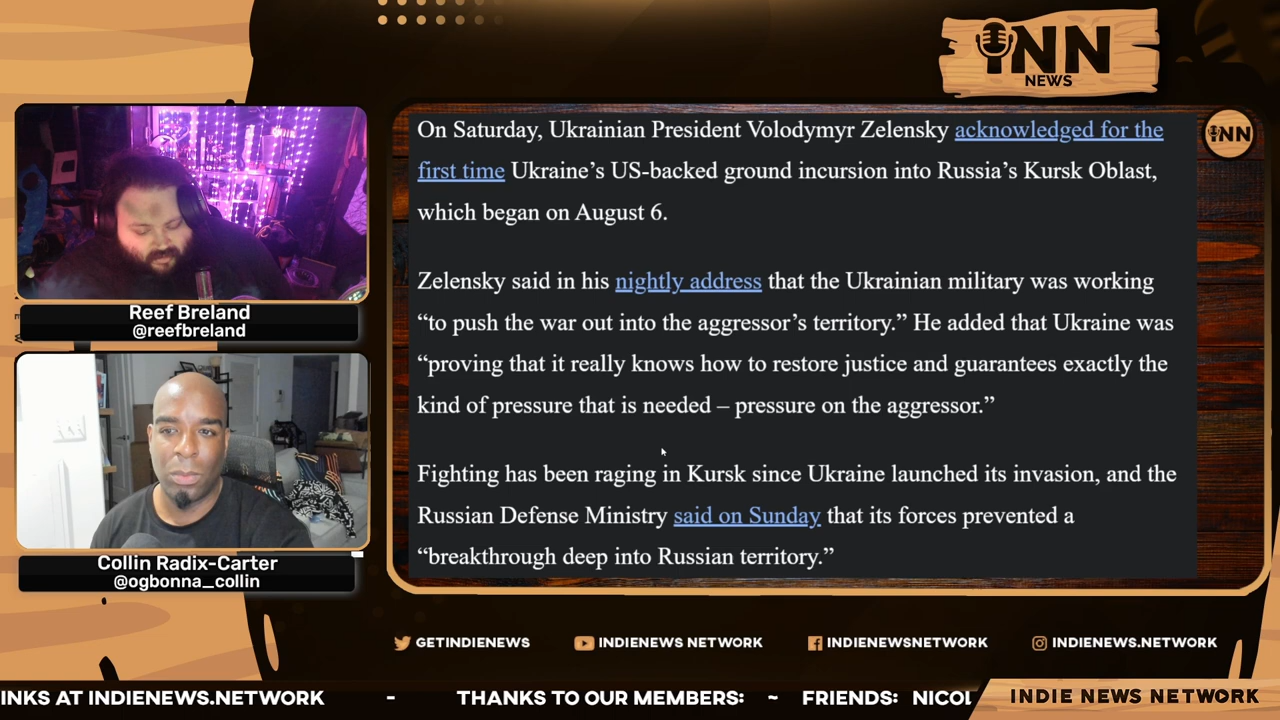 iNN
NEWS
On Saturday, Ukrainian President Volodymyr Zelensky acknowledged for the
first time Ukraine’s US-backed ground incursion into Russia’s Kursk Oblast,
which began on August 6.
Zelensky said in his nightly address that the Ukrainian military was working
“to push the war out into the aggressor’s territory.” He added that Ukraine was
“proving that it really knows how to restore justice and guarantees exactly the
kind of pressure that is needed – pressure on the aggressor.”
Fighting has been raging in Kursk since Ukraine launched its invasion, and the
Russian Defense Ministry said on Sunday that its forces prevented a
“breakthrough deep into Russian territory.”
iNN
Reef Breland
@reefbreland
Collin Radix-Carter
@ogbonna_collin
GETINDIENEWS
INDIENEWS NETWORK
INDIENEWSNETWORK
INDIENEWS.NETWORK
INKS AT INDIENEWS.NETWORK - THANKS TO OUR MEMBERS: ~ FRIENDS: NICOL
INDIE NEWS NETWORK